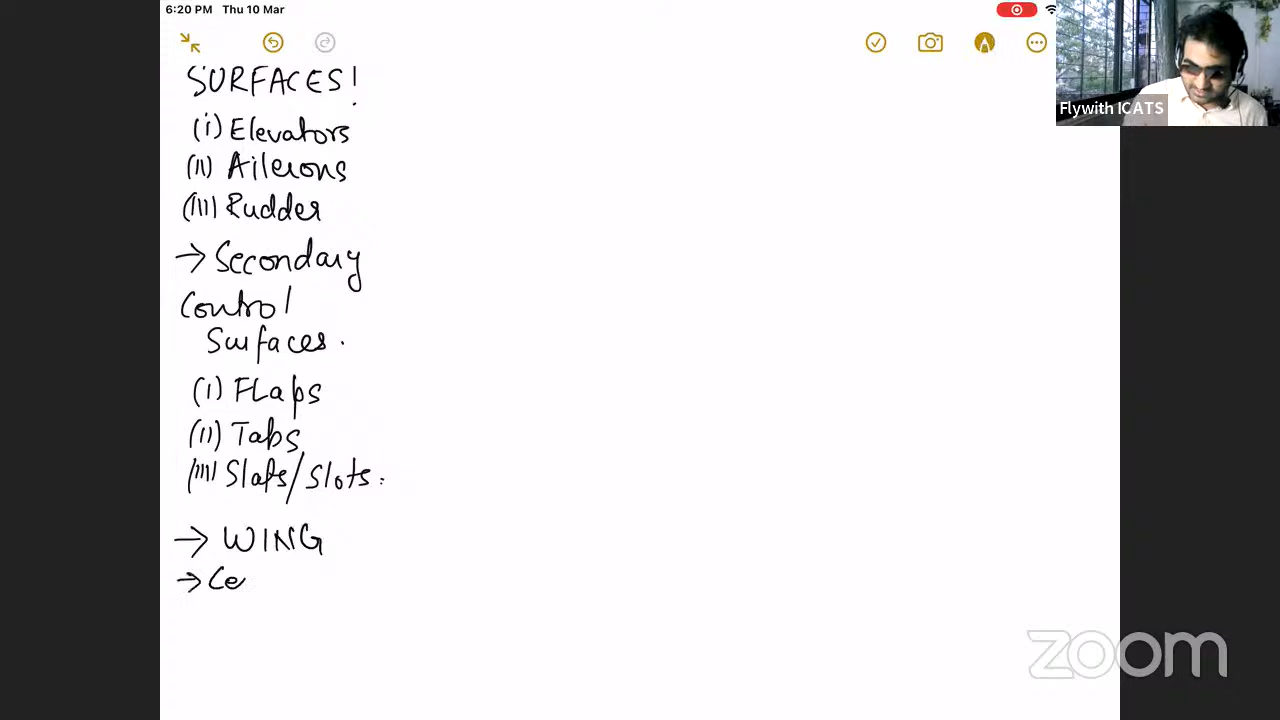 6:20 PM Thu 10 Mar
SURFACES!
(i) Elevators
(II) Ailerons
(III) Rudder
→ Secondary
Control
Surfaces.
(I) FLaps
(II) Tabs
(III) Slats/Slots.
→ WING
→ Ce
Flywith ICATS
zoom